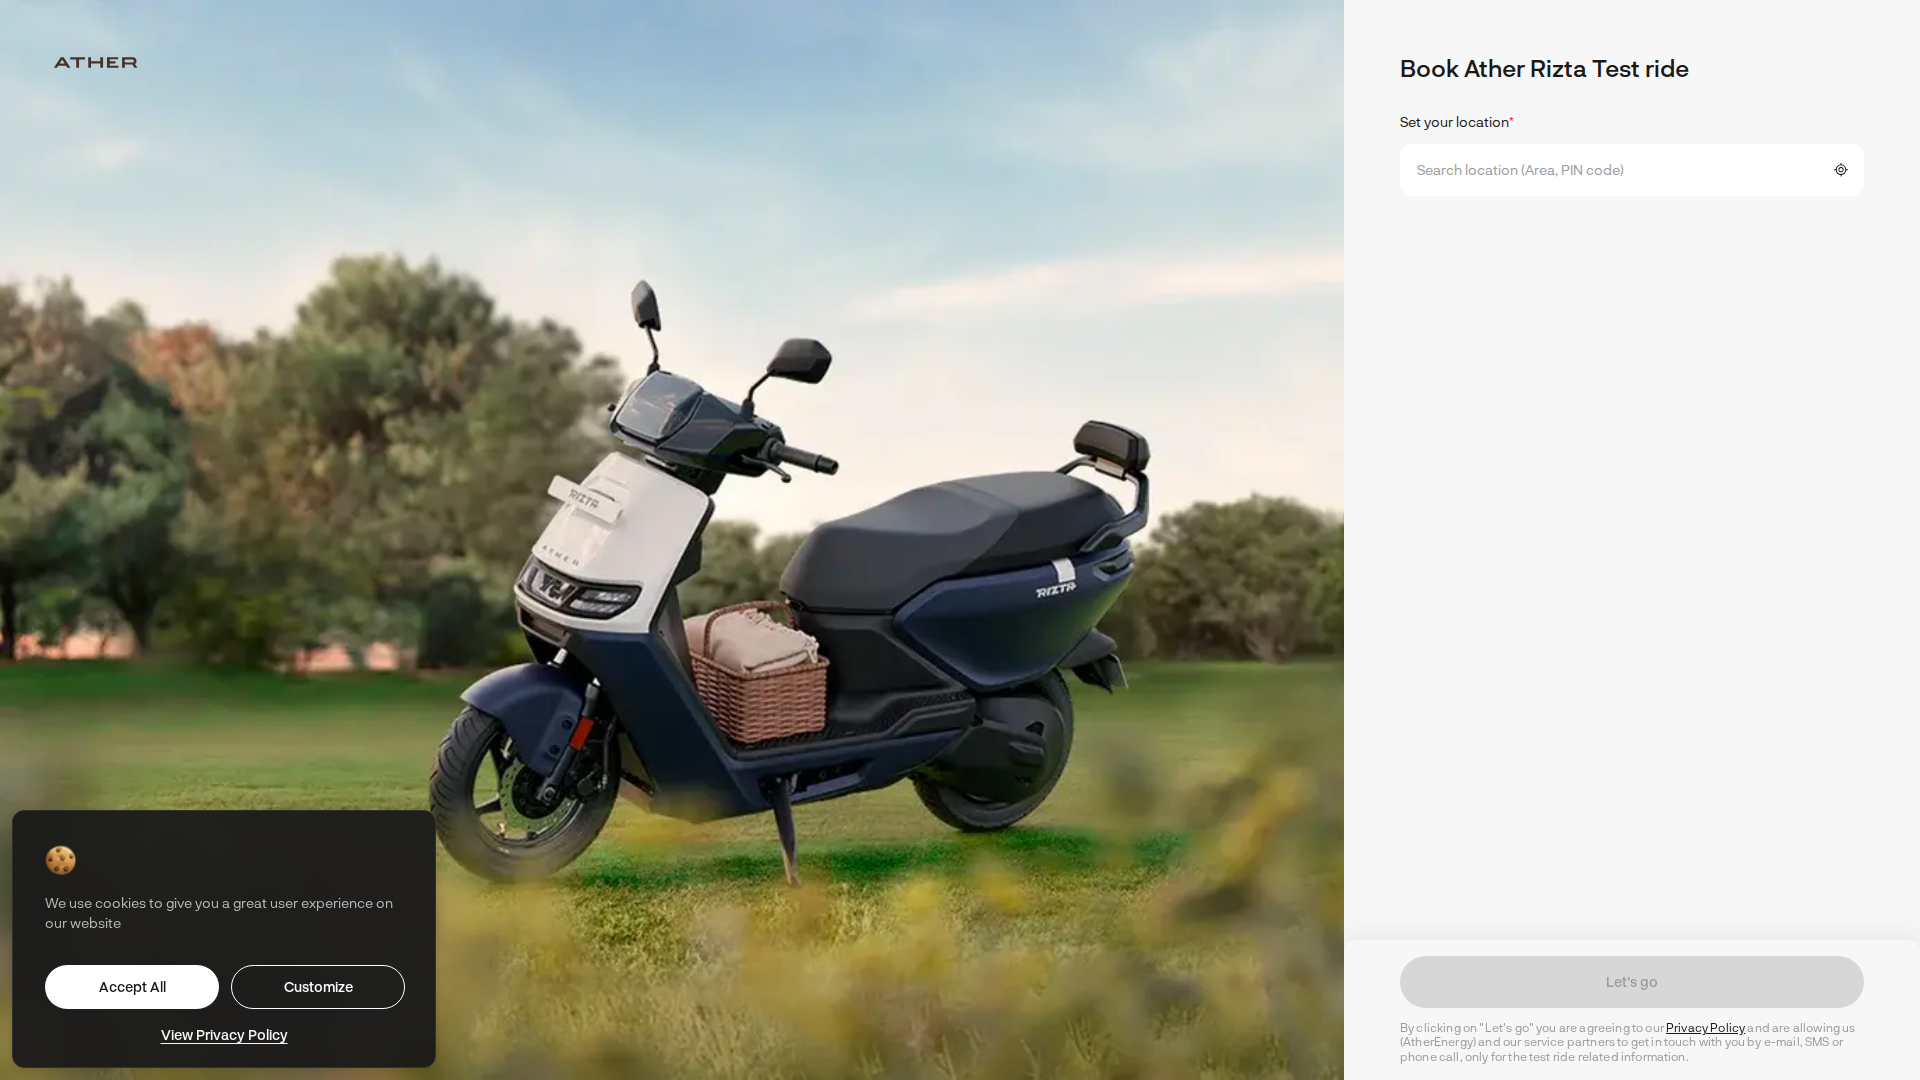 ATHER
Book Ather Rizta Test ride
Set your location*
Search location (Area, PIN code)
RIZTA
ATHER
RIZTA
We use cookies to give you a great user experience on
our website
Accept All
Customize
View Privacy Policy
Let's go
By clicking on "Let's go" you are agreeing to our Privacy Policy and are allowing us
(AtherEnergy) and our service partners to get in touch with you by e-mail, SMS or
phone call, only for the test ride related information.